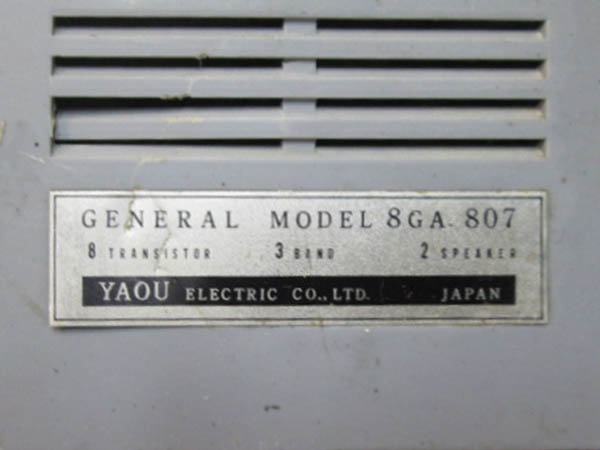 GENERAL MODEL 8GA-807
8 TRANSISTOR 3 BAND 2 SPEAKER
YAOU ELECTRIC CO., LTD. JAPAN